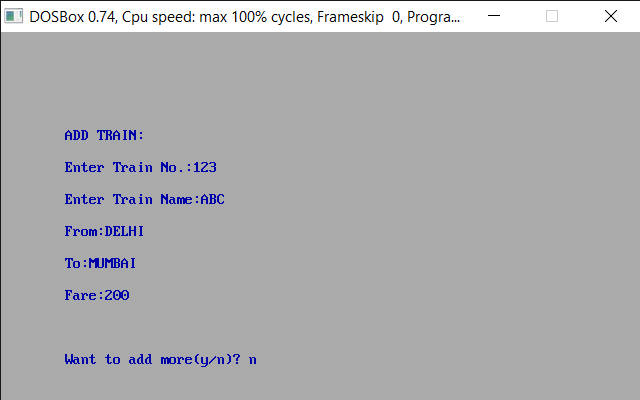 DOSBox 0.74, Cpu speed: max 100% cycles, Frameskip 0, Progra...
ADD TRAIN:
Enter Train No.:123
Enter Train Name:ABC
From:DELHI
To:MUMBAI
Fare:200
Want to add more(y/n)? n